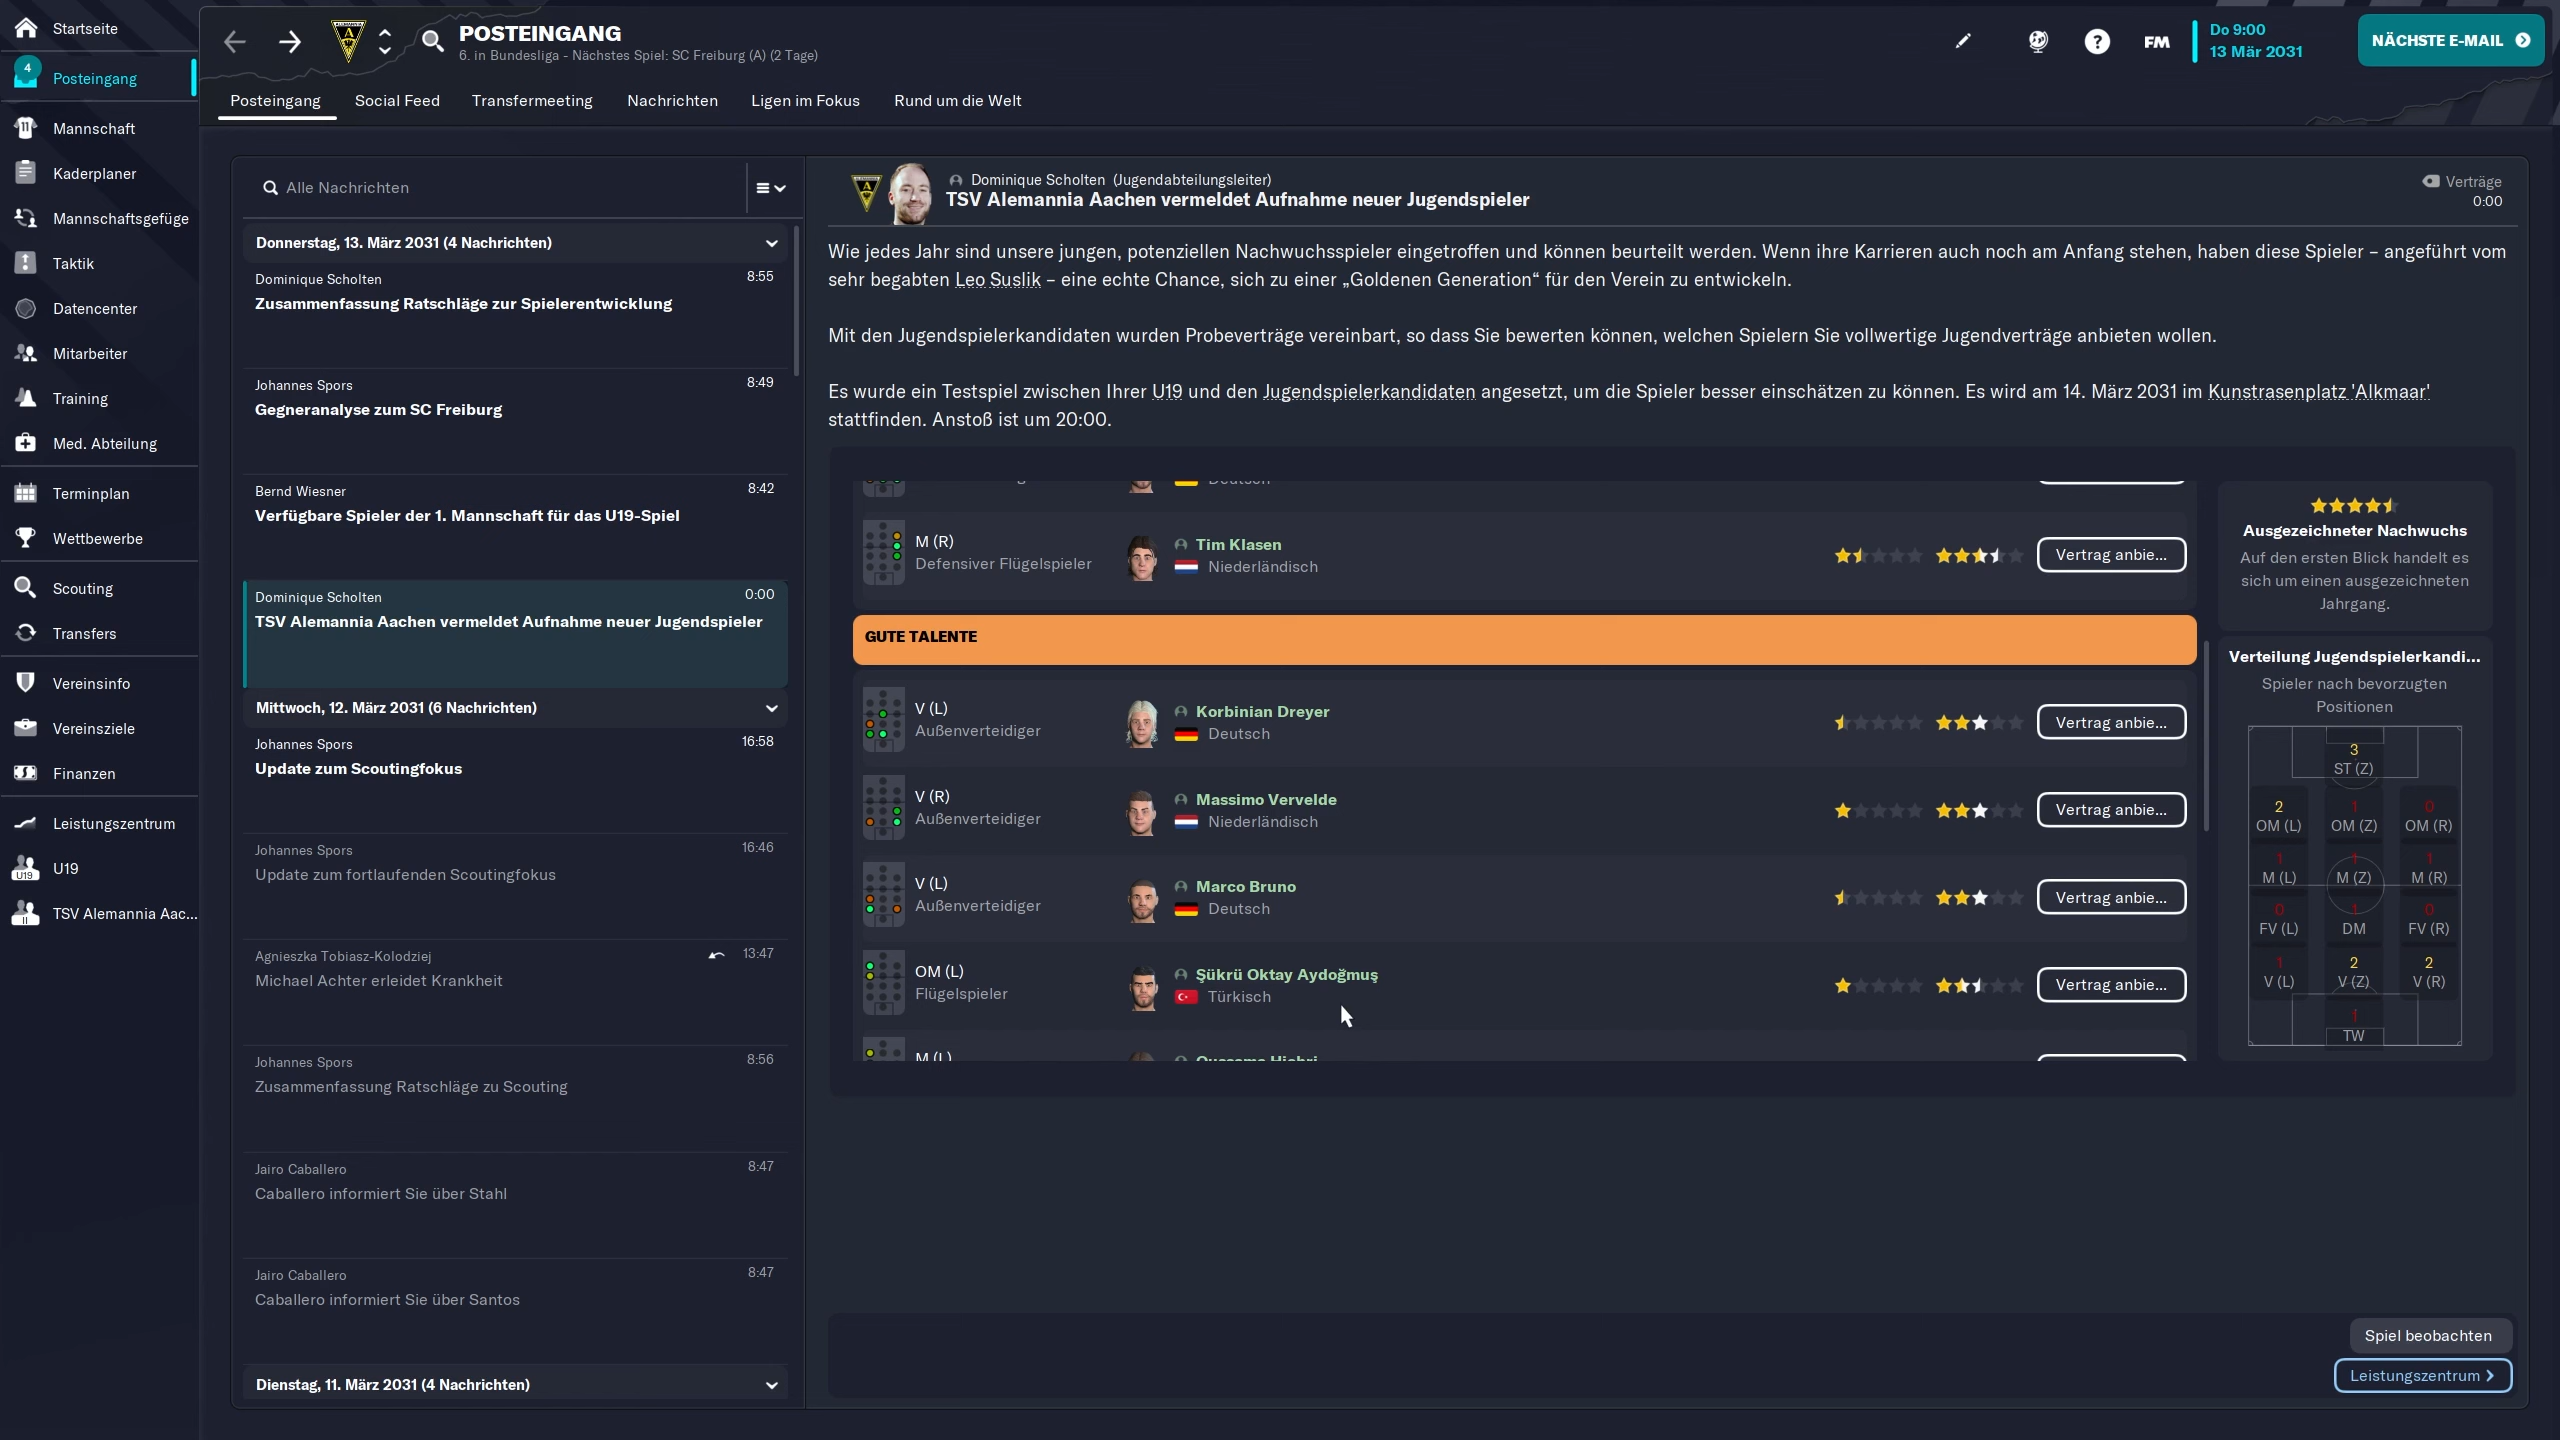 Startseite
4
Posteingang
11
Mannschaft
Kaderplaner
Mannschaftsgefüge
Taktik
Datencenter
Mitarbeiter
Training
Med. Abteilung
Terminplan
Wettbewerbe
Scouting
Transfers
Vereinsinfo
Vereinsziele
Finanzen
Leistungszentrum
U19
U19
II
TSV Alemannia Aac...
POSTEINGANG
6. in Bundesliga - Nächstes Spiel: SC Freiburg (A) (2 Tage)
?
FM
Do 9:00
13 Mär 2031
NÄCHSTE E-MAIL
Posteingang
Social Feed
Transfermeeting
Nachrichten
Ligen im Fokus
Rund um die Welt
Alle Nachrichten
Donnerstag, 13. März 2031 (4 Nachrichten)
Dominique Scholten
8:55
Zusammenfassung Ratschläge zur Spielerentwicklung
Johannes Spors
8:49
Gegneranalyse zum SC Freiburg
Bernd Wiesner
8:42
Verfügbare Spieler der 1. Mannschaft für das U19-Spiel
Dominique Scholten
0:00
TSV Alemannia Aachen vermeldet Aufnahme neuer Jugendspieler
Mittwoch, 12. März 2031 (6 Nachrichten)
Johannes Spors
16:58
Update zum Scoutingfokus
Johannes Spors
16:46
Update zum fortlaufenden Scoutingfokus
Agnieszka Tobiasz-Kolodziej
13:47
Michael Achter erleidet Krankheit
Johannes Spors
8:56
Zusammenfassung Ratschläge zu Scouting
Jairo Caballero
8:47
Caballero informiert Sie über Stahl
Jairo Caballero
8:47
Caballero informiert Sie über Santos
Dienstag, 11. März 2031 (4 Nachrichten)
Dominique Scholten (Jugendabteilungsleiter)
TSV Alemannia Aachen vermeldet Aufnahme neuer Jugendspieler
Verträge
0:00
Wie jedes Jahr sind unsere jungen, potenziellen Nachwuchsspieler eingetroffen und können beurteilt werden. Wenn ihre Karrieren auch noch am Anfang stehen, haben diese Spieler – angeführt vom
sehr begabten Leo Suslik – eine echte Chance, sich zu einer „Goldenen Generation“ für den Verein zu entwickeln.
Mit den Jugendspielerkandidaten wurden Probeverträge vereinbart, so dass Sie bewerten können, welchen Spielern Sie vollwertige Jugendverträge anbieten wollen.
Es wurde ein Testspiel zwischen Ihrer U19 und den Jugendspielerkandidaten angesetzt, um die Spieler besser einschätzen zu können. Es wird am 14. März 2031 im Kunstrasenplatz 'Alkmaar'
stattfinden. Anstoß ist um 20:00.
Deutsch
M (R)
Defensiver Flügelspieler
Tim Klasen
Niederländisch
Vertrag anbie...
GUTE TALENTE
V (L)
Außenverteidiger
Korbinian Dreyer
Deutsch
Vertrag anbie...
V (R)
Außenverteidiger
Massimo Vervelde
Niederländisch
Vertrag anbie...
V (L)
Außenverteidiger
Marco Bruno
Deutsch
Vertrag anbie...
OM (L)
Flügelspieler
Şükrü Oktay Aydoğmuş
Türkisch
Vertrag anbie...
M (L)
Ausgezeichneter Nachwuchs
Auf den ersten Blick handelt es
sich um einen ausgezeichneten
Jahrgang.
Verteilung Jugendspielerkandi...
Spieler nach bevorzugten
Positionen
3
ST (Z)
2
OM (L)
1
OM (Z)
0
OM (R)
1
M (L)
1
M (Z)
1
M (R)
0
FV (L)
1
DM
0
FV (R)
1
V (L)
2
V (Z)
2
V (R)
1
TW
Spiel beobachten
Leistungszentrum